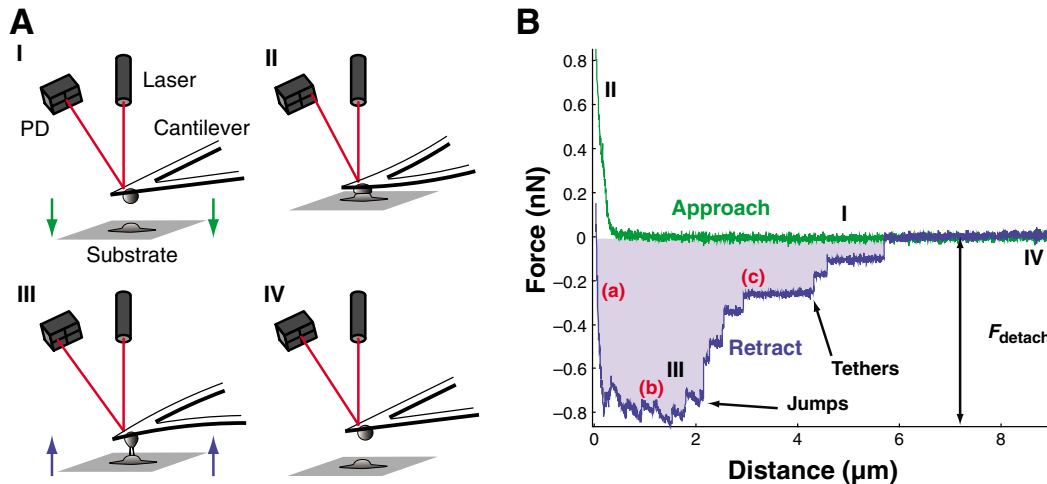 A
I
Laser
PD
Cantilever
Substrate
II
III
IV
B
Force (nN)
0.8
0.6
0.4
0.2
0
−0.2
−0.4
−0.6
−0.8
II
Approach
I
IV
(a)
(c)
(b)
III
Retract
Tethers
Jumps
Fdetach
0
2
4
6
8
Distance (µm)